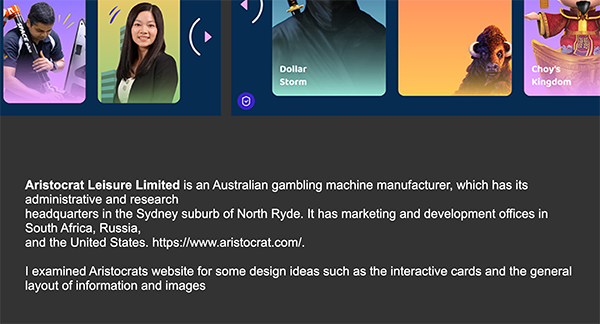 Dollar
Storm
Choy's
Kingdom
Aristocrat Leisure Limited is an Australian gambling machine manufacturer, which has its
administrative and research
headquarters in the Sydney suburb of North Ryde. It has marketing and development offices in
South Africa, Russia,
and the United States. https://www.aristocrat.com/.
I examined Aristocrats website for some design ideas such as the interactive cards and the general
layout of information and images